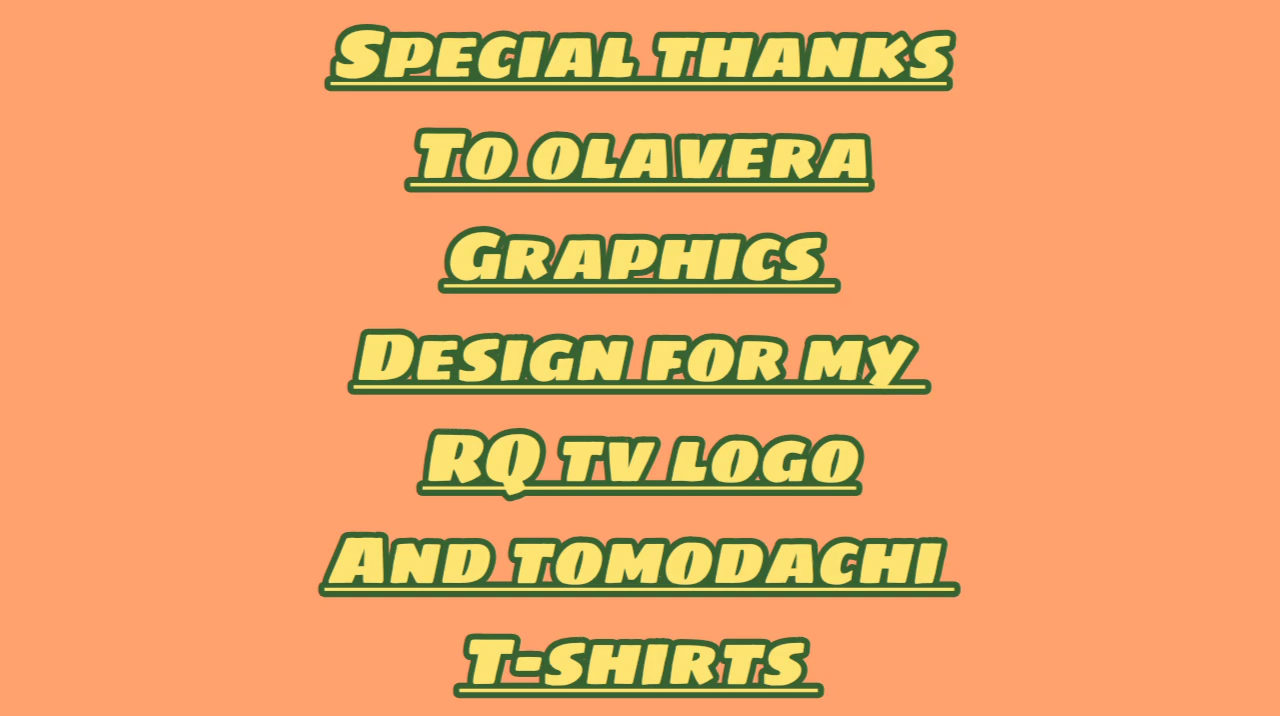 Special thanks
To olavera
Graphics
Design for my
RQ tv logo
And tomodachi
T-shirts